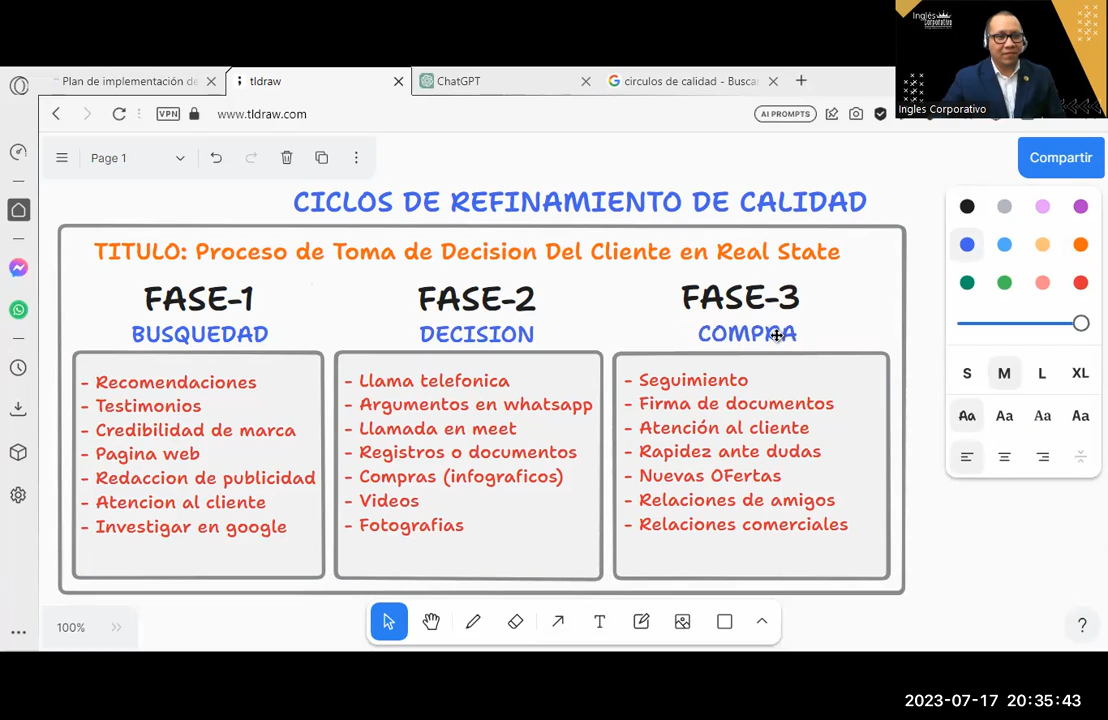 Inglés
Corporativo
Plan de implementación de
tldraw
ChatGPT
circulos de calidad - Busca
Ingles Corporativo
VPN
www.tldraw.com
AI PROMPTS
Page 1
Compartir
CICLOS DE REFINAMIENTO DE CALIDAD
TITULO: Proceso de Toma de Decision Del Cliente en Real State
FASE-1
BUSQUEDAD
- Recomendaciones
- Testimonios
- Credibilidad de marca
- Pagina web
- Redaccion de publicidad
- Atencion al cliente
- Investigar en google
FASE-2
DECISION
- Llama telefonica
- Argumentos en whatsapp
- Llamada en meet
- Registros o documentos
- Compras (infograficos)
- Videos
- Fotografias
FASE-3
COMPRA
- Seguimiento
- Firma de documentos
- Atención al cliente
- Rapidez ante dudas
- Nuevas OFertas
- Relaciones de amigos
- Relaciones comerciales
S M L XL
Aa Aa Aa Aa
100%
T
?
2023-07-17 20:35:43